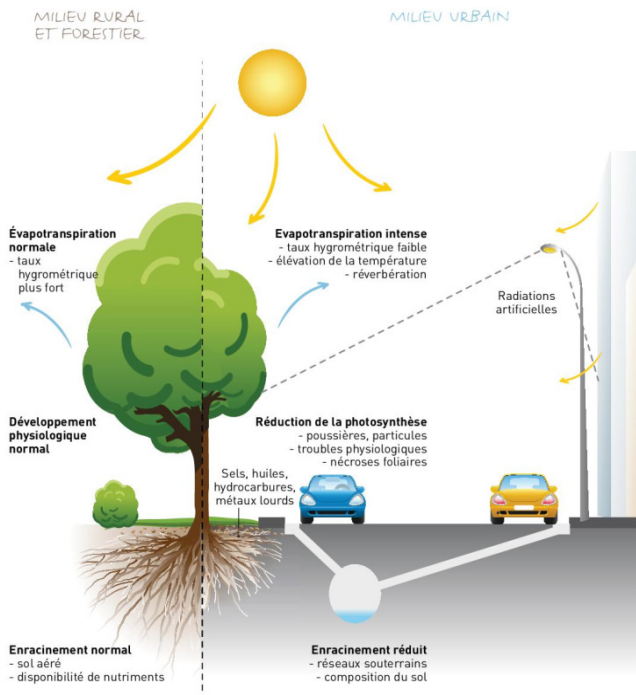 MILIEU RURAL
ET FORESTIER
MILIEU URBAIN
Évapotranspiration
normale
- taux
hygrométrique
plus fort
Evapotranspiration intense
- taux hygrométrique faible
- élévation de la température
- réverbération
Radiations
artificielles
Développement
physiologique
normal
Réduction de la photosynthèse
- poussières, particules
- troubles physiologiques
- nécroses foliaires
Sels, huiles,
hydrocarbures,
métaux lourds
Enracinement normal
- sol aéré
- disponibilité de nutriments
Enracinement réduit
- réseaux souterrains
- composition du sol